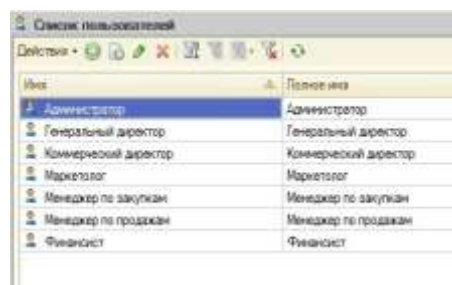 Список пользователей
Действия
Имя Полное имя
Администратор Администратор
Генеральный директор Генеральный директор
Коммерческий директор Коммерческий директор
Маркетолог Маркетолог
Менеджер по закупкам Менеджер по закупкам
Менеджер по продажам Менеджер по продажам
Финансист Финансист